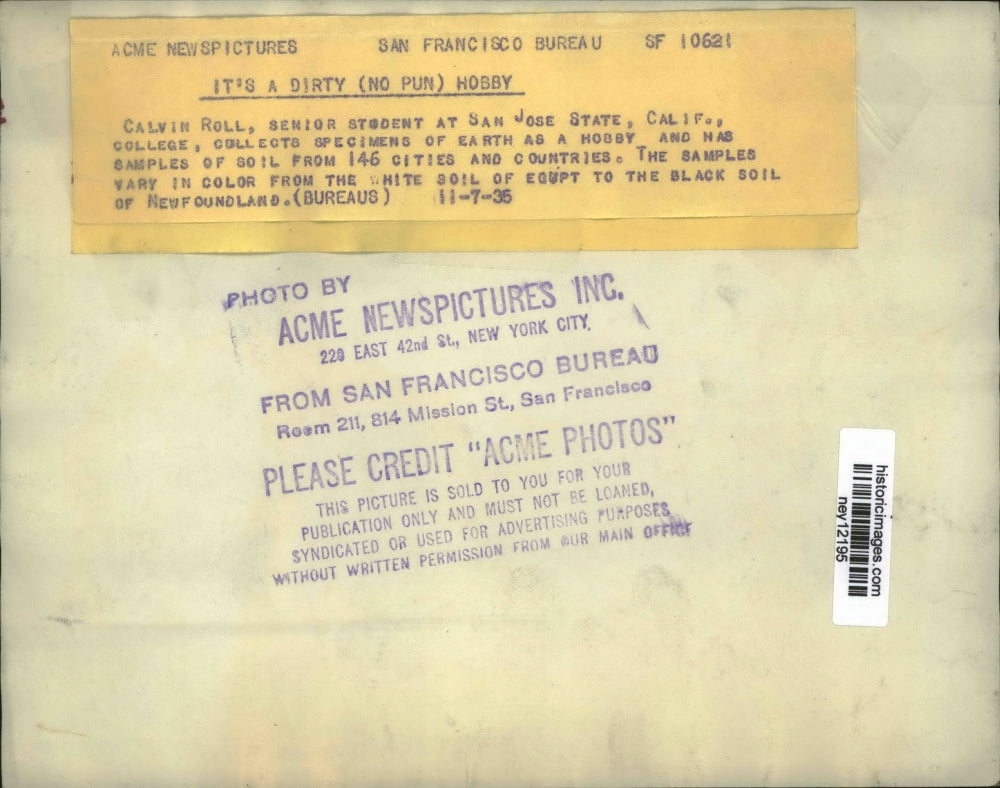 ACME NEWSPICTURES SAN FRANCISCO BUREAU SF 10621
IT'S A DIRTY (NO PUN) HOBBY
CALVIN ROLL, SENIOR STODENT AT SAN JOSE STATE, CALIF.,
COLLEGE, COLLECTS SPECIMENS OF EARTH AS A HOBBY AND HAS
SAMPLES OF SOIL FROM 146 CITIES AND COUNTRIES. THE SAMPLES
VARY IN COLOR FROM THE WHITE SOIL OF EGUPT TO THE BLACK SOIL
OF NEWFOUNDLAND.(BUREAUS) 11-7-35
PHOTO BY
ACME NEWSPICTURES INC.
220 EAST 42nd St., NEW YORK CITY.
FROM SAN FRANCISCO BUREAU
Room 211, 814 Mission St., San Francisco
PLEASE CREDIT "ACME PHOTOS"
THIS PICTURE IS SOLD TO YOU FOR YOUR
PUBLICATION ONLY AND MUST NOT BE LOANED,
SYNDICATED OR USED FOR ADVERTISING PURPOSES
WITHOUT WRITTEN PERMISSION FROM OUR MAIN OFFICE
historicimages.com
ney12195